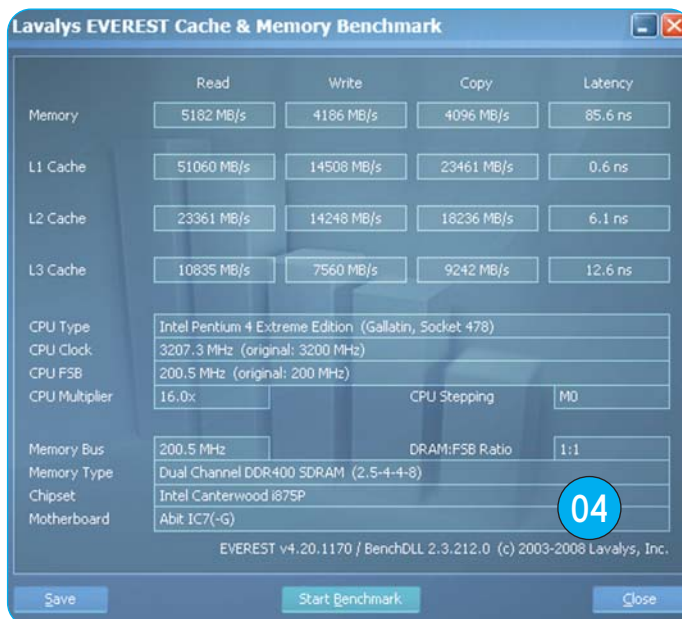 Lavalys EVEREST Cache & Memory Benchmark
Read Write Copy Latency
Memory 5182 MB/s 4186 MB/s 4096 MB/s 85.6 ns
L1 Cache 51060 MB/s 14508 MB/s 23461 MB/s 0.6 ns
L2 Cache 23361 MB/s 14248 MB/s 18236 MB/s 6.1 ns
L3 Cache 10835 MB/s 7560 MB/s 9242 MB/s 12.6 ns
CPU Type Intel Pentium 4 Extreme Edition (Gallatin, Socket 478)
CPU Clock 3207.3 MHz (original: 3200 MHz)
CPU FSB 200.5 MHz (original: 200 MHz)
CPU Multiplier 16.0x CPU Stepping M0
Memory Bus 200.5 MHz DRAM:FSB Ratio 1:1
Memory Type Dual Channel DDR400 SDRAM (2.5-4-4-8)
Chipset Intel Canterwood i875P
Motherboard Abit IC7(-G)
04
EVEREST v4.20.1170 / BenchDLL 2.3.212.0 (c) 2003-2008 Lavalys, Inc.
Save Start Benchmark Close